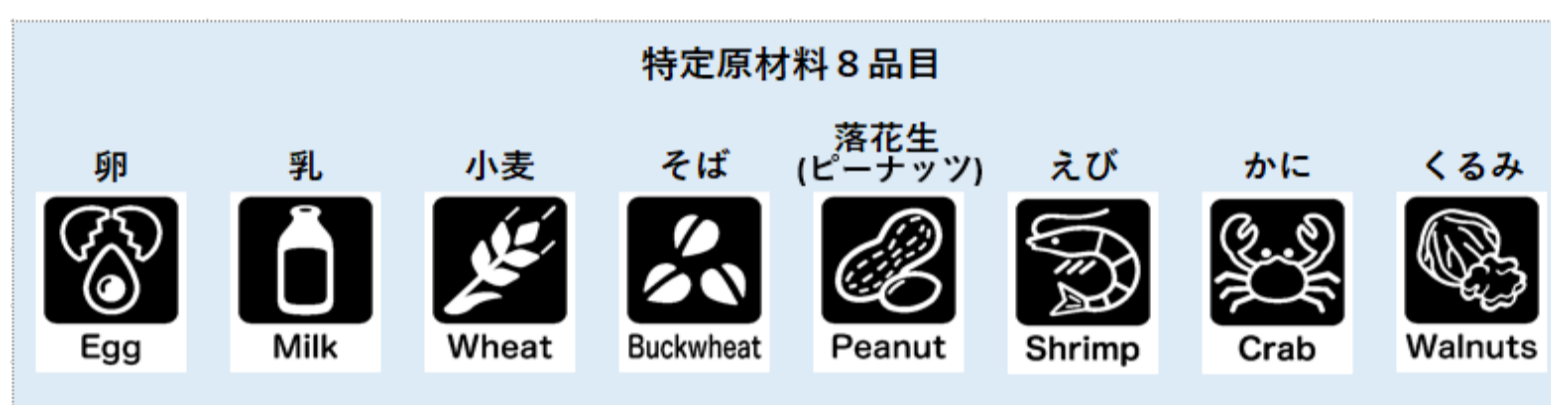 特定原材料８品目
卵 乳 小麦 そば 落花生
(ピーナッツ) えび かに くるみ
Egg Milk Wheat Buckwheat Peanut Shrimp Crab Walnuts